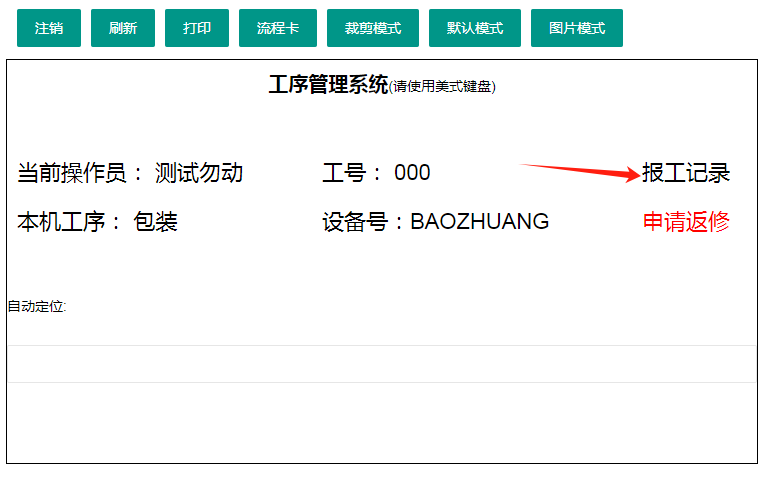 注销 刷新 打印 流程卡 裁剪模式 默认模式 图片模式
工序管理系统(请使用美式键盘)
当前操作员： 测试勿动 工号： 000 报工记录
本机工序： 包装 设备号：BAOZHUANG 申请返修
自动定位: